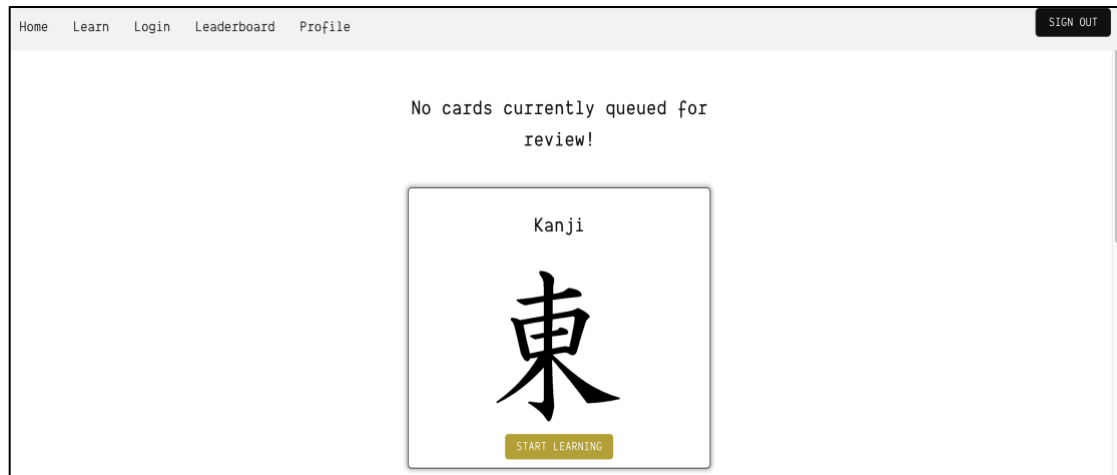 Home Learn Login Leaderboard Profile SIGN OUT
No cards currently queued for
review!
Kanji
東
START LEARNING